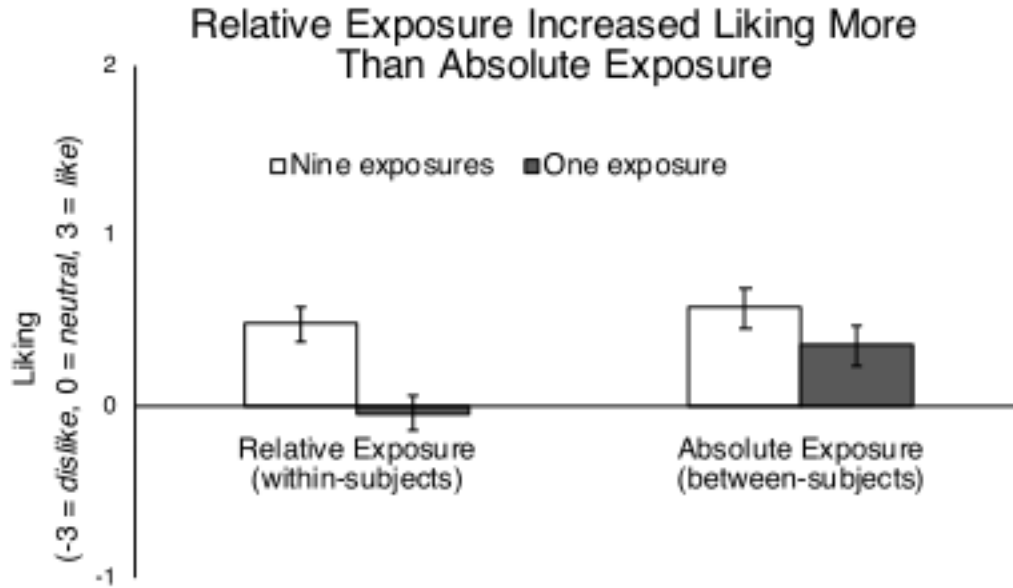 Relative Exposure Increased Liking More
Than Absolute Exposure
2
Nine exposures One exposure
1
Liking
(-3 = dislike, 0 = neutral, 3 = like)
0
Relative Exposure
(within-subjects)
Absolute Exposure
(between-subjects)
-1